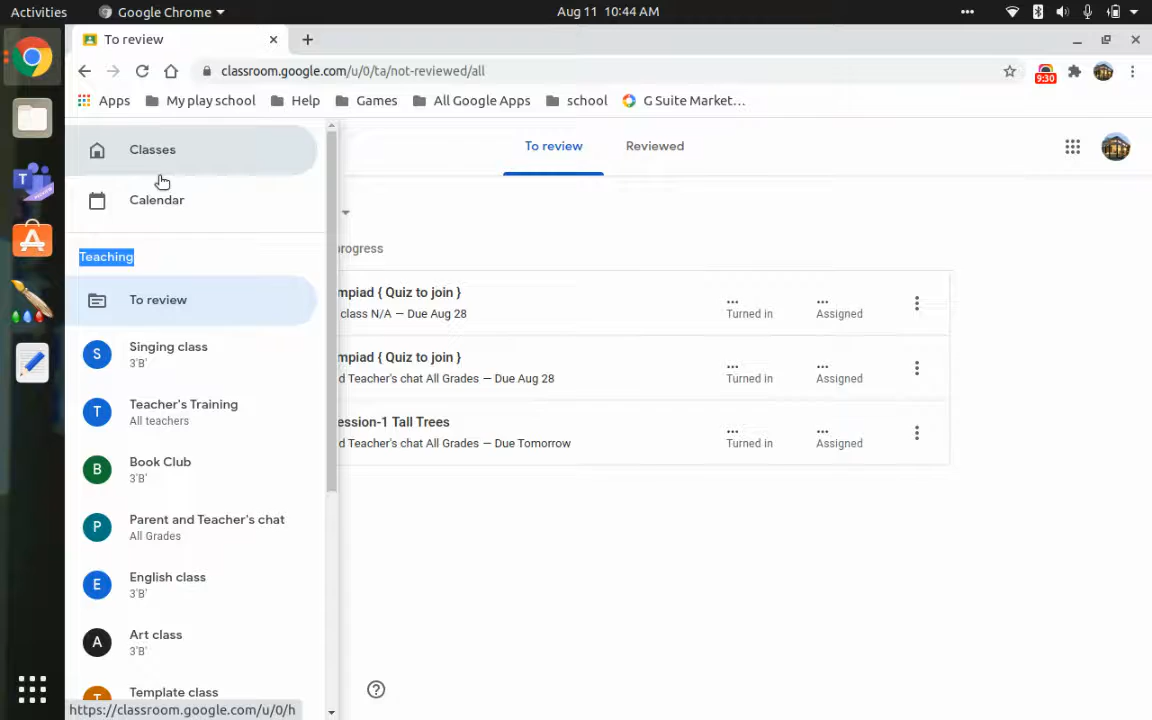 Activities Google Chrome Aug 11 10:44 AM
To review
classroom.google.com/u/0/ta/not-reviewed/all
9:30
Apps My play school Help Games All Google Apps school G Suite Market...
Classes
Calendar
Teaching
To review
S Singing class
3'B'
T Teacher's Training
All teachers
B Book Club
3'B'
P Parent and Teacher's chat
All Grades
E English class
3'B'
A Art class
3'B'
T Template class
https://classroom.google.com/u/0/h
To review Reviewed
progress
mpiad { Quiz to join }
class N/A — Due Aug 28
... Turned in
... Assigned
mpiad { Quiz to join }
d Teacher's chat All Grades — Due Aug 28
... Turned in
... Assigned
ession-1 Tall Trees
d Teacher's chat All Grades — Due Tomorrow
... Turned in
... Assigned